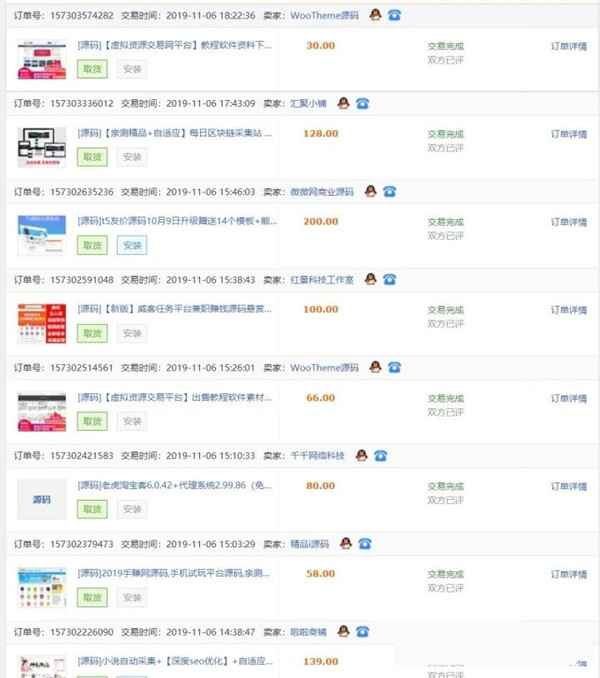 订单号：157303574282 交易时间：2019-11-06 18:22:36 卖家：WooTheme源码
[源码]【虚拟资源交易网平台】教程软件资料下...
30.00
交易完成
订单详情
双方已评
取货 安装
订单号：157303336012 交易时间：2019-11-06 17:43:09 卖家：汇聚小铺
[源码]【亲测精品+自适应】每日区块链采集站 ...
128.00
交易完成
订单详情
双方已评
取货 安装
订单号：157302635236 交易时间：2019-11-06 15:46:03 卖家：微微网商业源码
[源码]t5友价源码10月9日升级赠送14个模板+靓...
200.00
交易完成
订单详情
双方已评
取货 安装
订单号：157302591048 交易时间：2019-11-06 15:38:43 卖家：红景科技工作室
[源码]【新版】威客任务平台兼职赚钱源码悬赏...
100.00
交易完成
订单详情
双方已评
取货 安装
订单号：157302514561 交易时间：2019-11-06 15:26:01 卖家：WooTheme源码
[源码]【虚拟资源交易平台】出售教程软件素材...
66.00
交易完成
订单详情
双方已评
取货 安装
订单号：157302421583 交易时间：2019-11-06 15:10:33 卖家：千千网络科技
源码
[源码]老虎淘宝客6.0.42+代理系统2.99.86（免...
80.00
交易完成
订单详情
双方已评
取货 安装
订单号：157302379473 交易时间：2019-11-06 15:03:29 卖家：精品i源码
[源码]2019手赚网源码,手机试玩平台源码,亲测...
58.00
交易完成
订单详情
双方已评
取货 安装
订单号：157302226090 交易时间：2019-11-06 14:38:47 卖家：啦啦商铺
[源码]小说自动采集+【深度seo优化】+自适应...
139.00